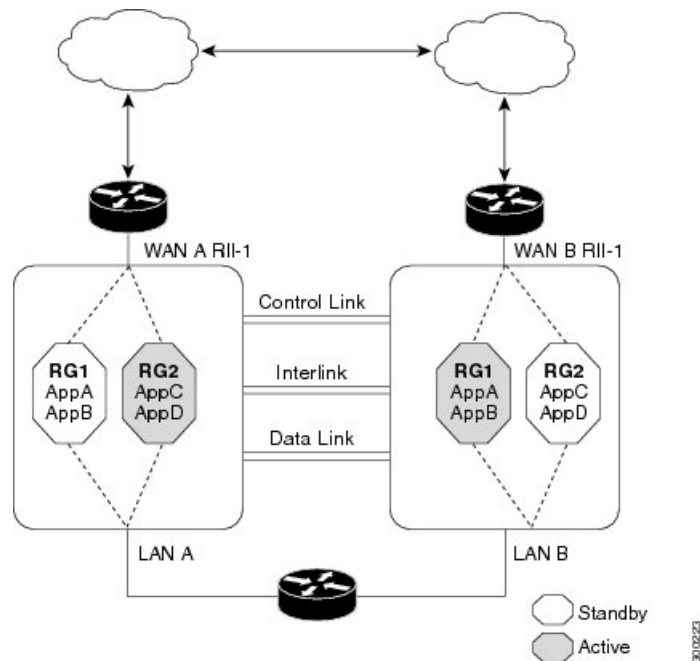 WAN A RII-1
WAN B RII-1
Control Link
RG1
AppA
AppB
RG2
AppC
AppD
Interlink
RG1
AppA
AppB
RG2
AppC
AppD
Data Link
LAN A
LAN B
Standby
Active
310223